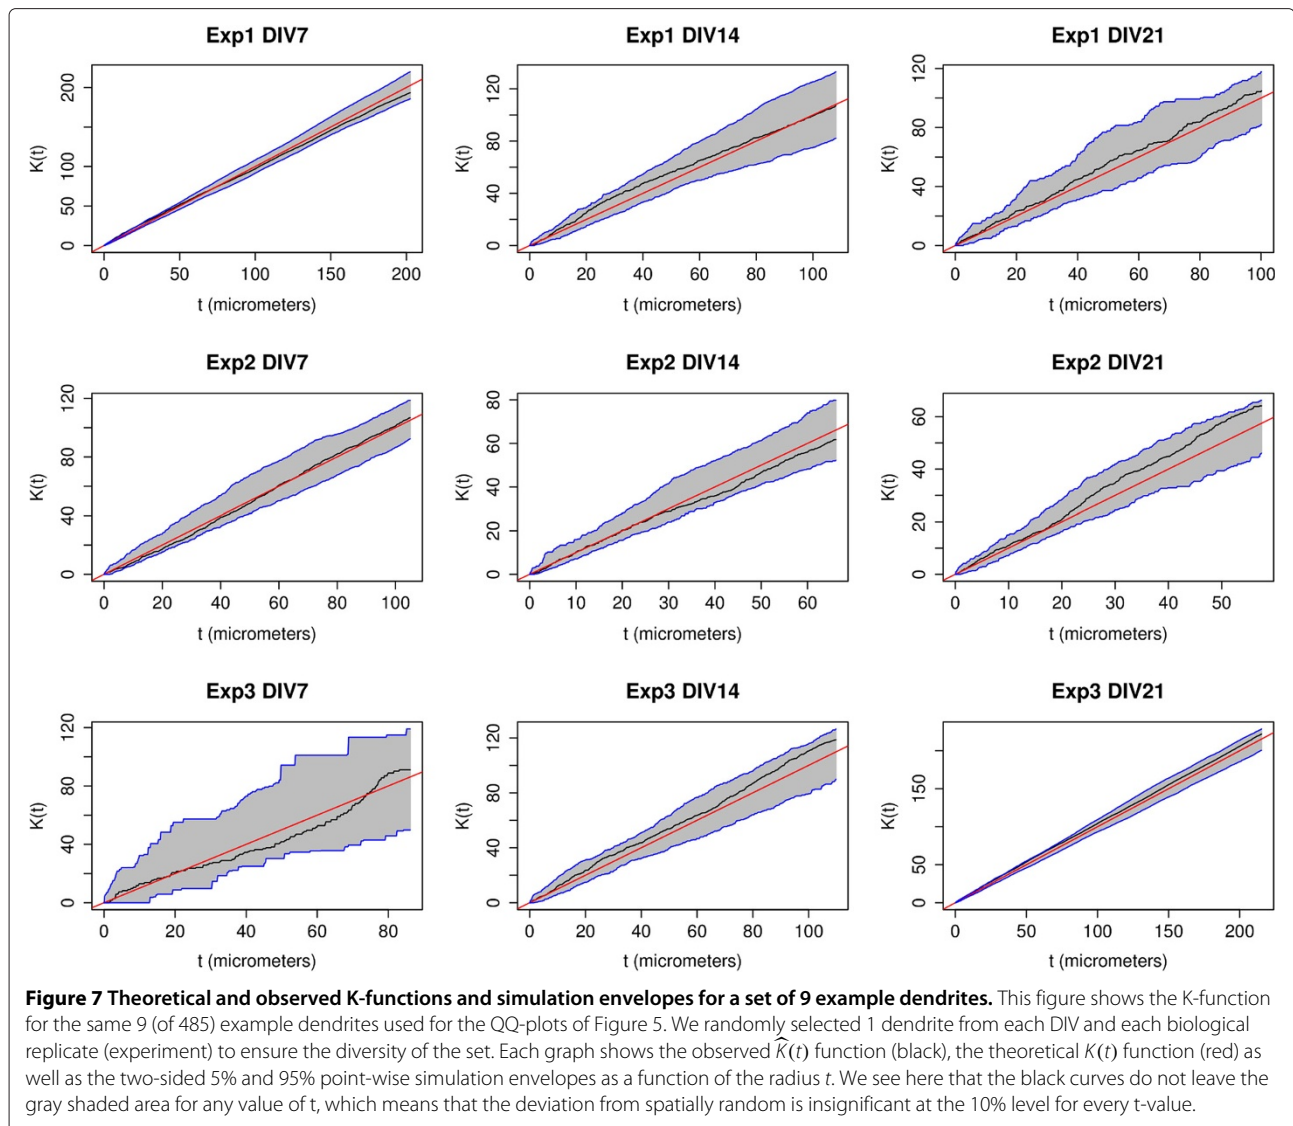 Exp1 DIV7
Exp1 DIV14
Exp1 DIV21
K(t)
0 50 100 200
0 50 100 150 200
t (micrometers)
K(t)
0 40 80 120
0 20 40 60 80 100
t (micrometers)
K(t)
0 40 80 120
0 20 40 60 80 100
t (micrometers)
Exp2 DIV7
Exp2 DIV14
Exp2 DIV21
K(t)
0 40 80 120
0 20 40 60 80 100
t (micrometers)
K(t)
0 20 40 60 80
0 10 20 30 40 50 60
t (micrometers)
K(t)
0 20 40 60
0 10 20 30 40 50
t (micrometers)
Exp3 DIV7
Exp3 DIV14
Exp3 DIV21
K(t)
0 40 80 120
0 20 40 60 80
t (micrometers)
K(t)
0 40 80 120
0 20 40 60 80 100
t (micrometers)
K(t)
0 50 150
0 50 100 150 200
t (micrometers)
Figure 7 Theoretical and observed K-functions and simulation envelopes for a set of 9 example dendrites. This figure shows the K-function
for the same 9 (of 485) example dendrites used for the QQ-plots of Figure 5. We randomly selected 1 dendrite from each DIV and each biological
replicate (experiment) to ensure the diversity of the set. Each graph shows the observed K̂(t) function (black), the theoretical K(t) function (red) as
well as the two-sided 5% and 95% point-wise simulation envelopes as a function of the radius t. We see here that the black curves do not leave the
gray shaded area for any value of t, which means that the deviation from spatially random is insignificant at the 10% level for every t-value.